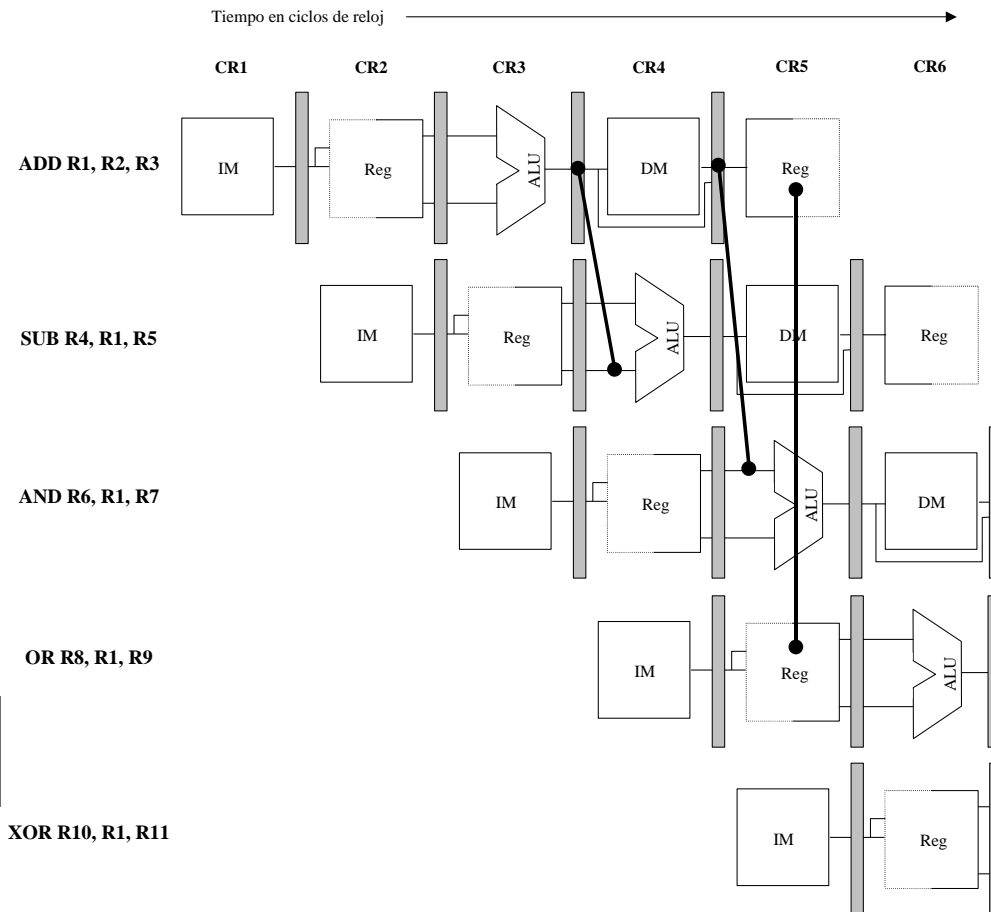 Tiempo en ciclos de reloj
CR1 CR2 CR3 CR4 CR5 CR6
ADD R1, R2, R3 IM Reg ALU DM Reg
SUB R4, R1, R5 IM Reg ALU DM Reg
AND R6, R1, R7 IM Reg ALU DM
OR R8, R1, R9 IM Reg ALU
XOR R10, R1, R11 IM Reg